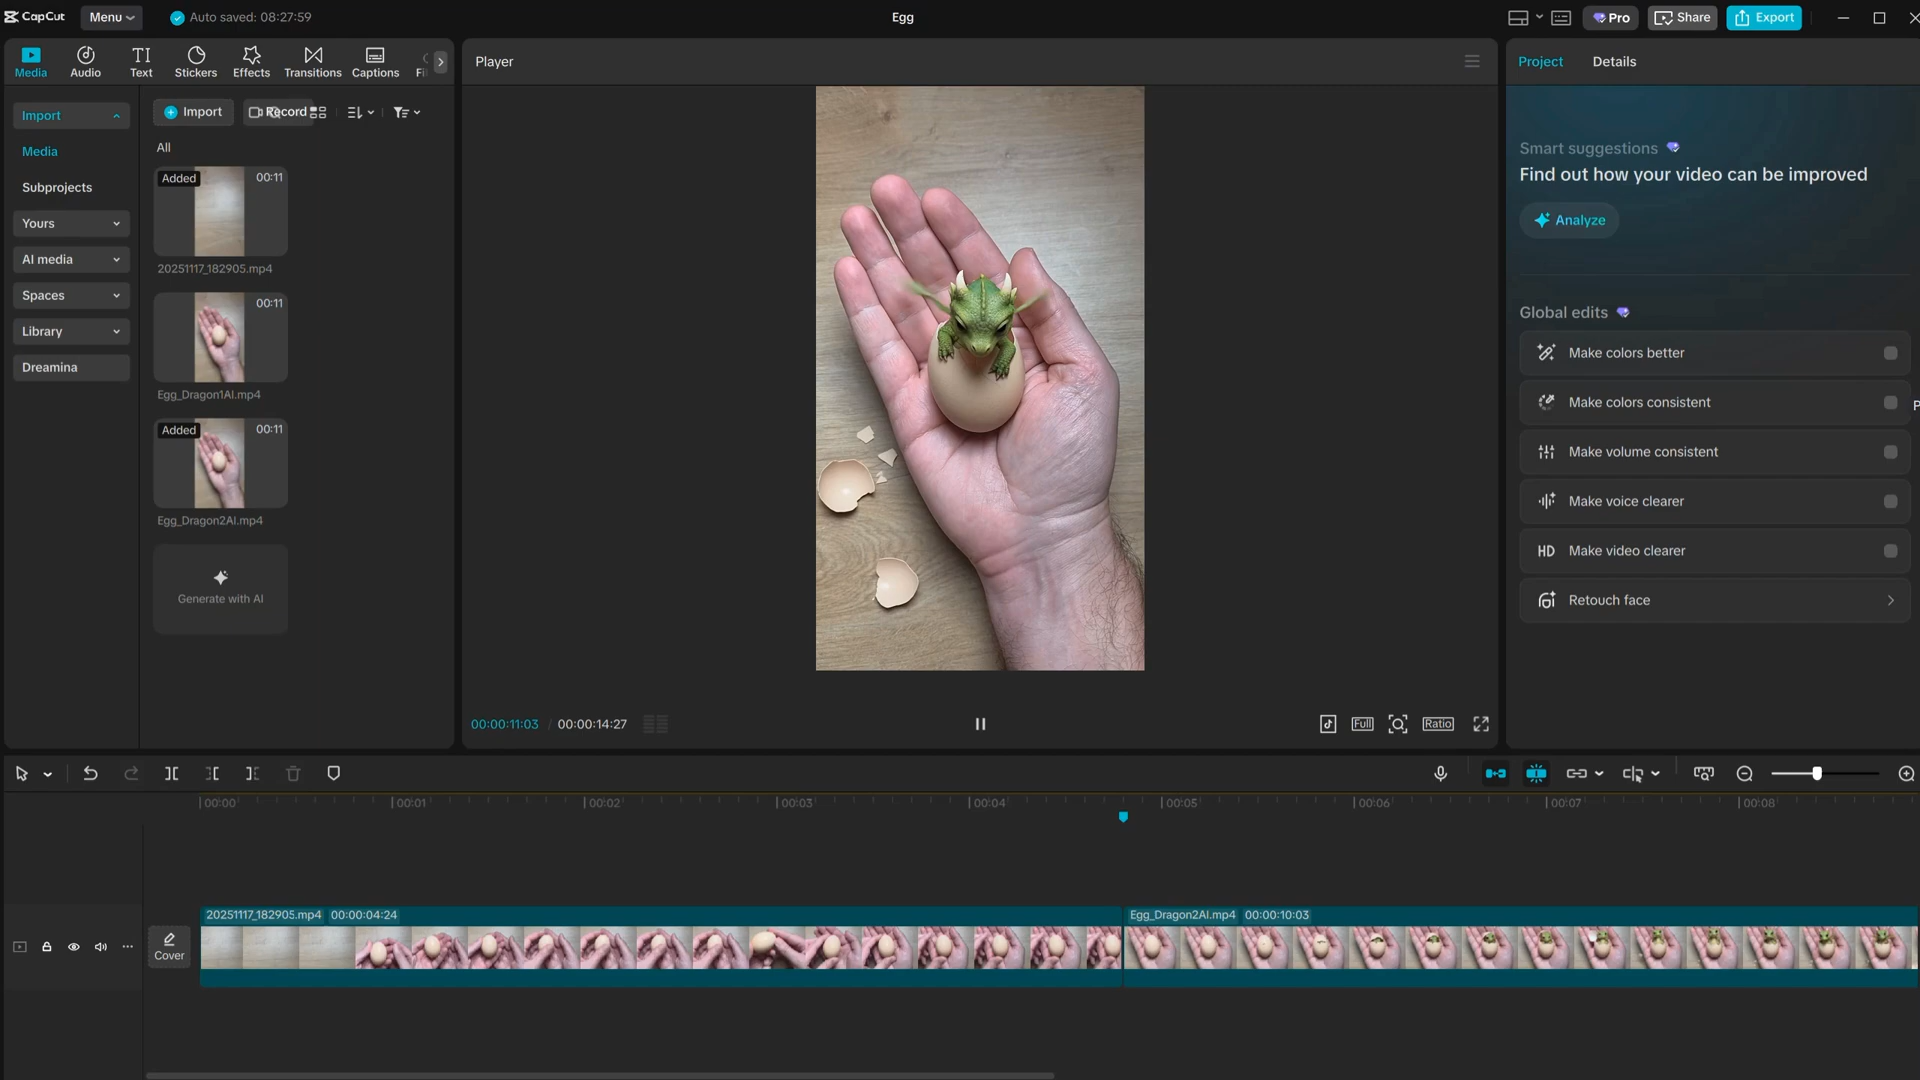 CapCut Menu Auto saved: 08:27:59 Egg Pro Share Export
Media Audio Text Stickers Effects Transitions Captions
Import
Media
Subprojects
Yours
AI media
Spaces
Library
Dreamina
Import Record
All
Added 00:11
20251117_182905.mp4
00:11
Egg_Dragon1AI.mp4
Added 00:11
Egg_Dragon2AI.mp4
Generate with AI
Player
00:00:11:03 / 00:00:14:27
Full
Ratio
Project Details
Smart suggestions
Find out how your video can be improved
Analyze
Global edits
Make colors better
Make colors consistent
Make volume consistent
Make voice clearer
HD Make video clearer
Retouch face
00:00 00:01 00:02 00:03 00:04 00:05 00:06 00:07 00:08
Cover
20251117_182905.mp4 00:00:04:24
Egg_Dragon2AI.mp4 00:00:10:03